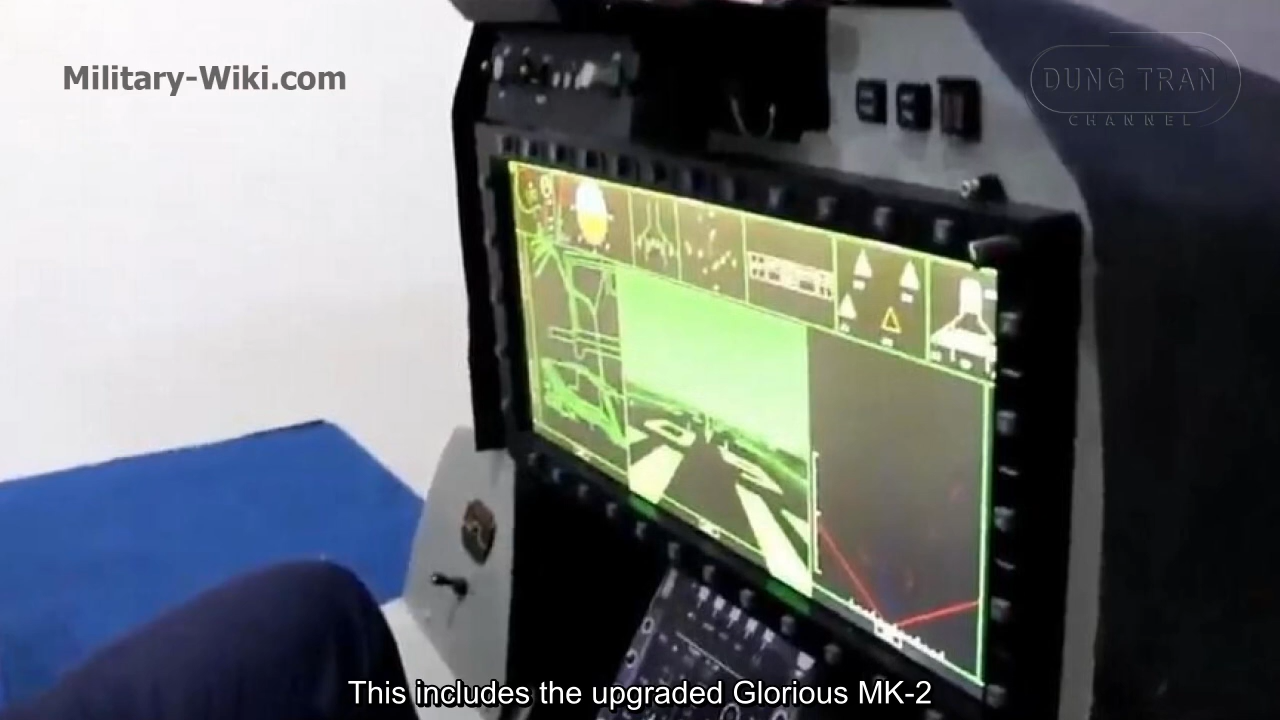 Military-Wiki.com
DUNG TRAN
CHANNEL
This includes the upgraded Glorious MK-2